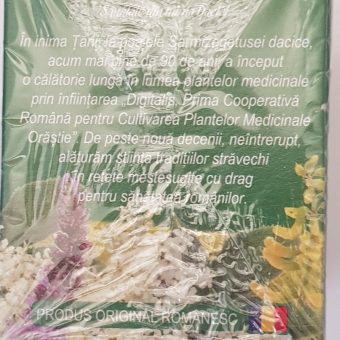 În inima Țării, la poalele Sarmizegetusei dacice,
acum mai bine de 90 de ani, a început
o călătorie lungă în lumea plantelor medicinale
prin înființarea „Digitalis, Prima Cooperativă
Română pentru Cultivarea Plantelor Medicinale
Orăștie”. De peste nouă decenii, neîntrerupt,
alăturăm știința tradițiilor străvechi
în rețete meșteșugite cu drag
pentru sănătatea românilor.
PRODUS ORIGINAL ROMÂNESC